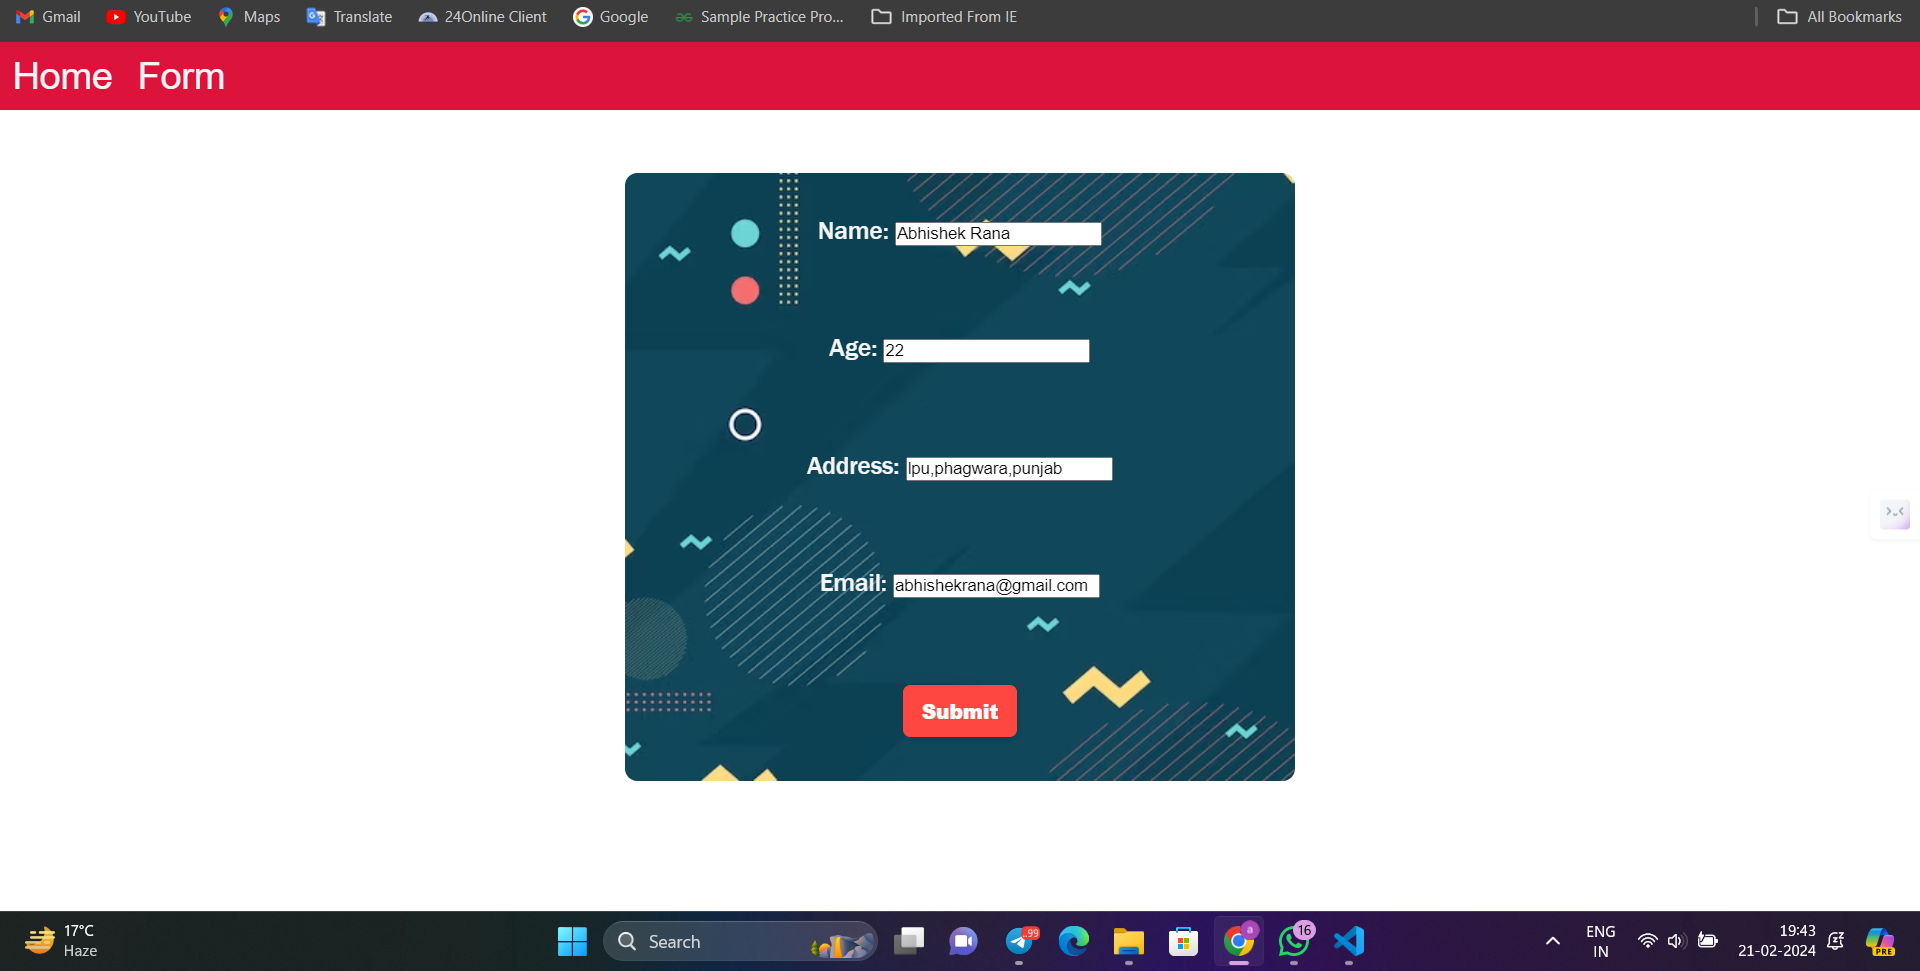 Gmail YouTube Maps Translate 24Online Client Google Sample Practice Pro... Imported From IE All Bookmarks
Home Form
Name: Abhishek Rana
Age: 22
Address: lpu,phagwara,punjab
Email: abhishekrana@gmail.com
Submit
17°C
Haze
Search
..99
a
16
ENG
IN
19:43
21-02-2024
PRE